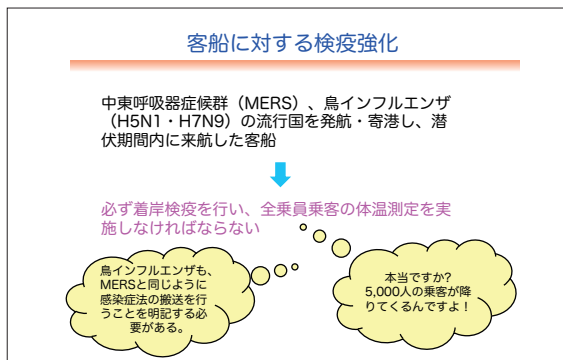 客船に対する検疫強化
中東呼吸器症候群（MERS）、鳥インフルエンザ
（H5N1・H7N9）の流行国を発航・寄港し、潜
伏期間内に来航した客船
必ず着岸検疫を行い、全乗員乗客の体温測定を実
施しなければならない
鳥インフルエンザも、
MERSと同じように
感染症法の搬送を行
うことを明記する必
要がある。
本当ですか?
5,000人の乗客が降
りてくるんですよ！